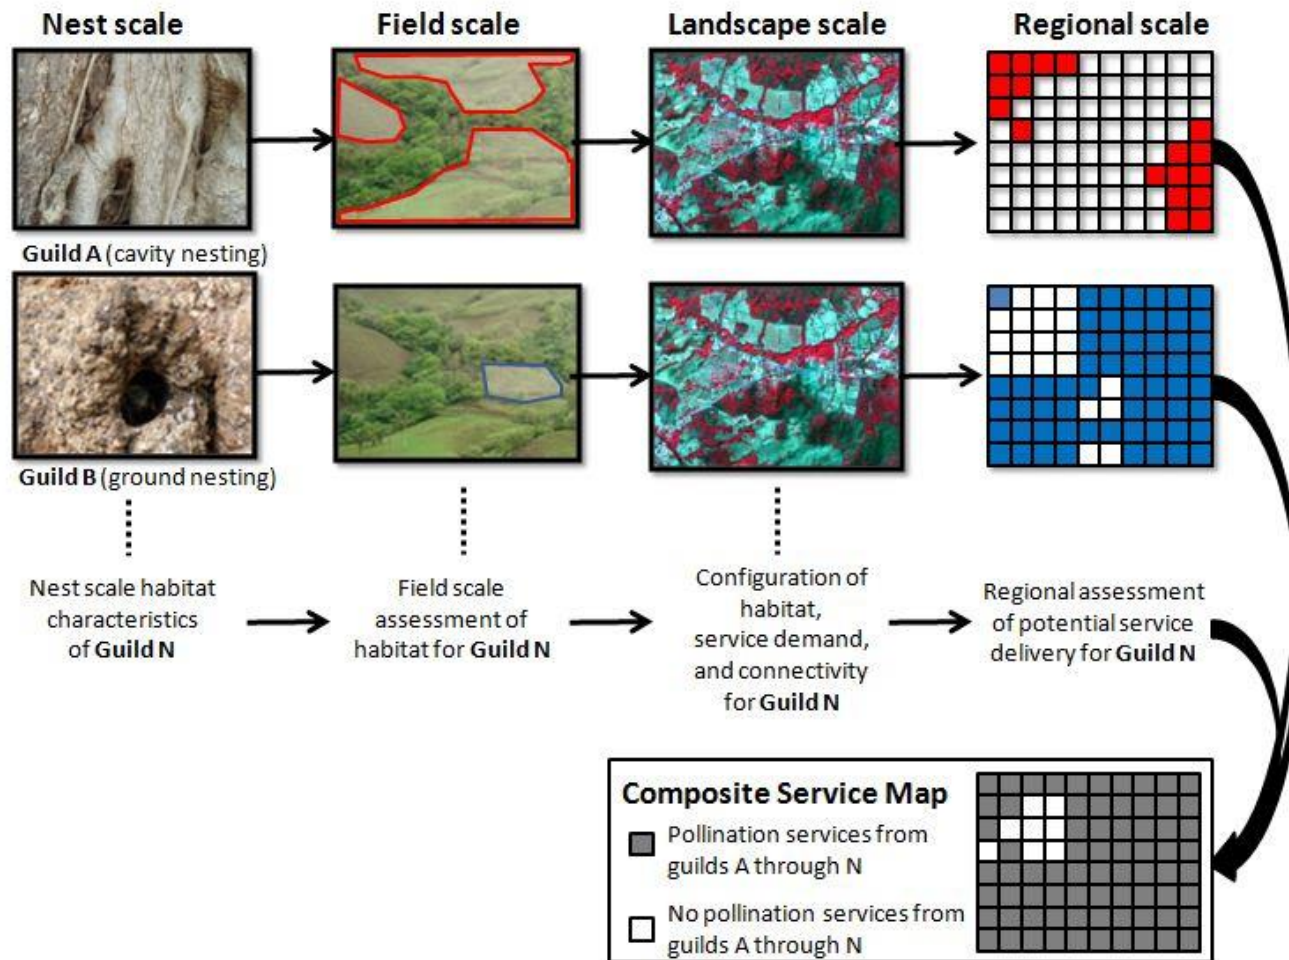 Nest scale
Field scale
Landscape scale
Regional scale
Guild A (cavity nesting)
Guild B (ground nesting)
Nest scale habitat
characteristics
of Guild N
Field scale
assessment of
habitat for Guild N
Configuration of
habitat,
service demand,
and connectivity
for Guild N
Regional assessment
of potential service
delivery for Guild N
Composite Service Map
Pollination services from
guilds A through N
No pollination services from
guilds A through N